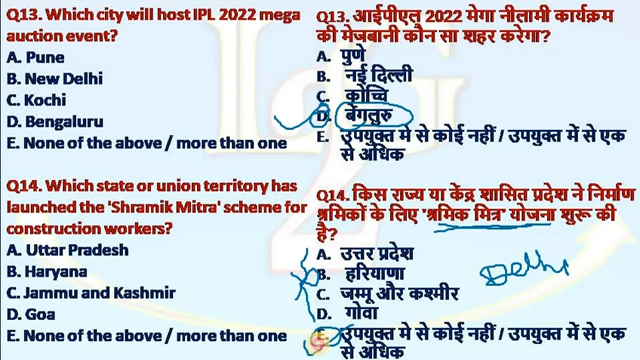 Q13. Which city will host IPL 2022 mega
auction event?
A. Pune
B. New Delhi
C. Kochi
D. Bengaluru
E. None of the above / more than one
Q13. आईपीएल 2022 मेगा नीलामी कार्यक्रम
की मेजबानी कौन सा शहर करेगा?
A. पुणे
B. नई दिल्ली
C. कोच्चि
D. बेंगलुरु
E. उपयुक्त मे से कोई नहीं / उपयुक्त में से एक
से अधिक
Q14. Which state or union territory has
launched the 'Shramik Mitra' scheme for
construction workers?
A. Uttar Pradesh
B. Haryana
C. Jammu and Kashmir
D. Goa
E. None of the above / more than one
Q14. किस राज्य या केंद्र शासित प्रदेश ने निर्माण
श्रमिकों के लिए 'श्रमिक मित्र' योजना शुरू की
है?
A. उत्तर प्रदेश
B. हरियाणा
C. जम्मू और कश्मीर
D. गोवा
E. उपयुक्त मे से कोई नहीं / उपयुक्त में से एक
से अधिक
Delhi